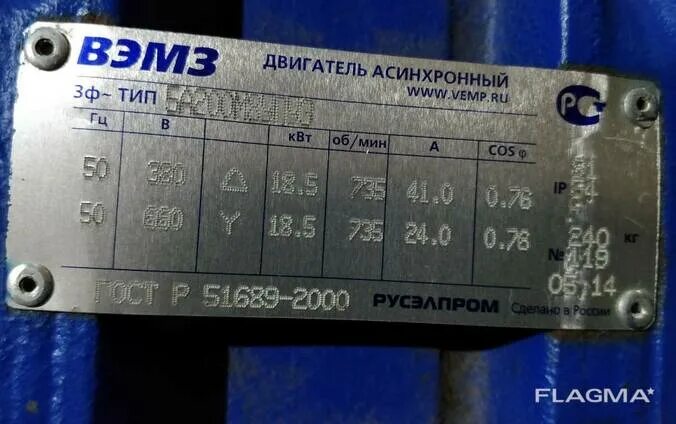 ВЭМЗ ДВИГАТЕЛЬ АСИНХРОННЫЙ
WWW.VEMP.RU
3ф~ ТИП
Гц В кВт об/мин А COS φ
50 380 △ 18.5 735 41.0 0.76 IP 54
50 660 Y 18.5 735 24.0 0.76 240 кг
№ 119
05,14
ГОСТ Р 51689-2000 РУСЭЛПРОМ Сделано в России
FLAGMA